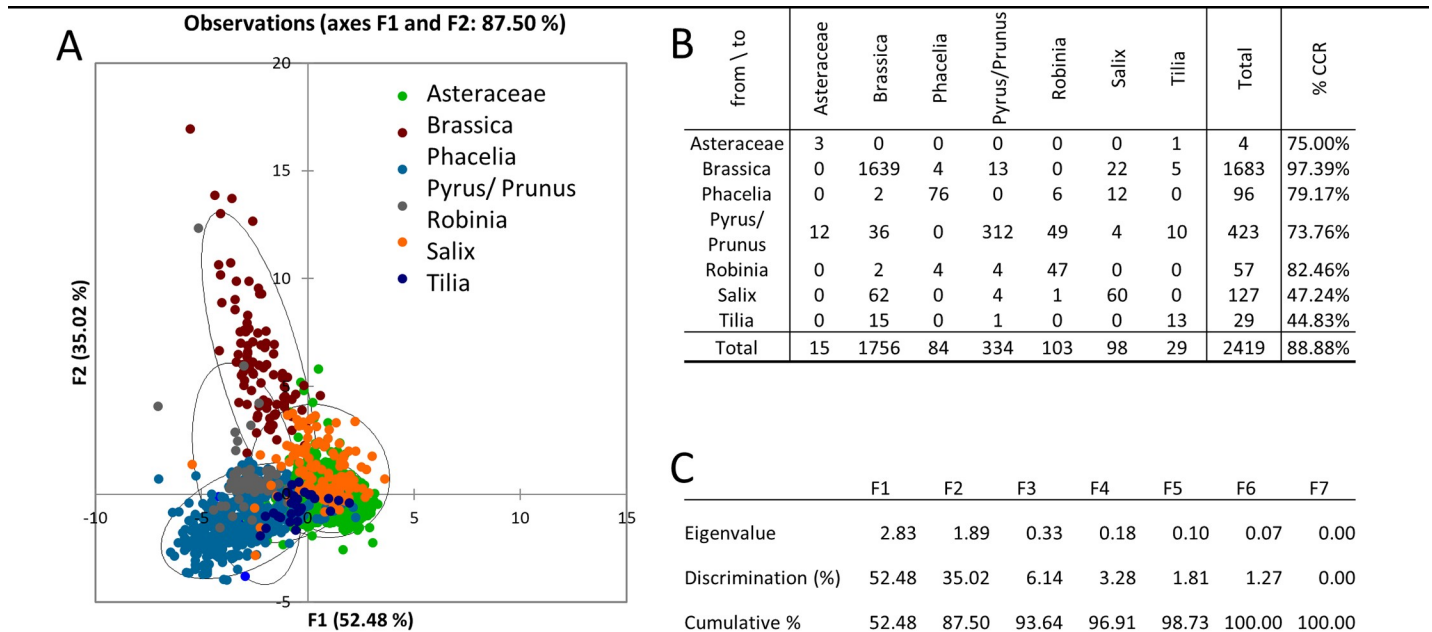 A
Observations (axes F1 and F2: 87.50 %)
20
15
10
5
-5
-10
-5
0
5
10
15
F2 (35.02 %)
F1 (52.48 %)
Asteraceae
Brassica
Phacelia
Pyrus/ Prunus
Robinia
Salix
Tilia
B
from \ to Asteraceae Brassica Phacelia Pyrus/Prunus Robinia Salix Tilia Total % CCR
Asteraceae 3 0 0 0 0 0 1 4 75.00%
Brassica 0 1639 4 13 0 22 5 1683 97.39%
Phacelia 0 2 76 0 6 12 0 96 79.17%
Pyrus/
Prunus 12 36 0 312 49 4 10 423 73.76%
Robinia 0 2 4 4 47 0 0 57 82.46%
Salix 0 62 0 4 1 60 0 127 47.24%
Tilia 0 15 0 1 0 0 13 29 44.83%
Total 15 1756 84 334 103 98 29 2419 88.88%
C
F1 F2 F3 F4 F5 F6 F7
Eigenvalue 2.83 1.89 0.33 0.18 0.10 0.07 0.00
Discrimination (%) 52.48 35.02 6.14 3.28 1.81 1.27 0.00
Cumulative % 52.48 87.50 93.64 96.91 98.73 100.00 100.00